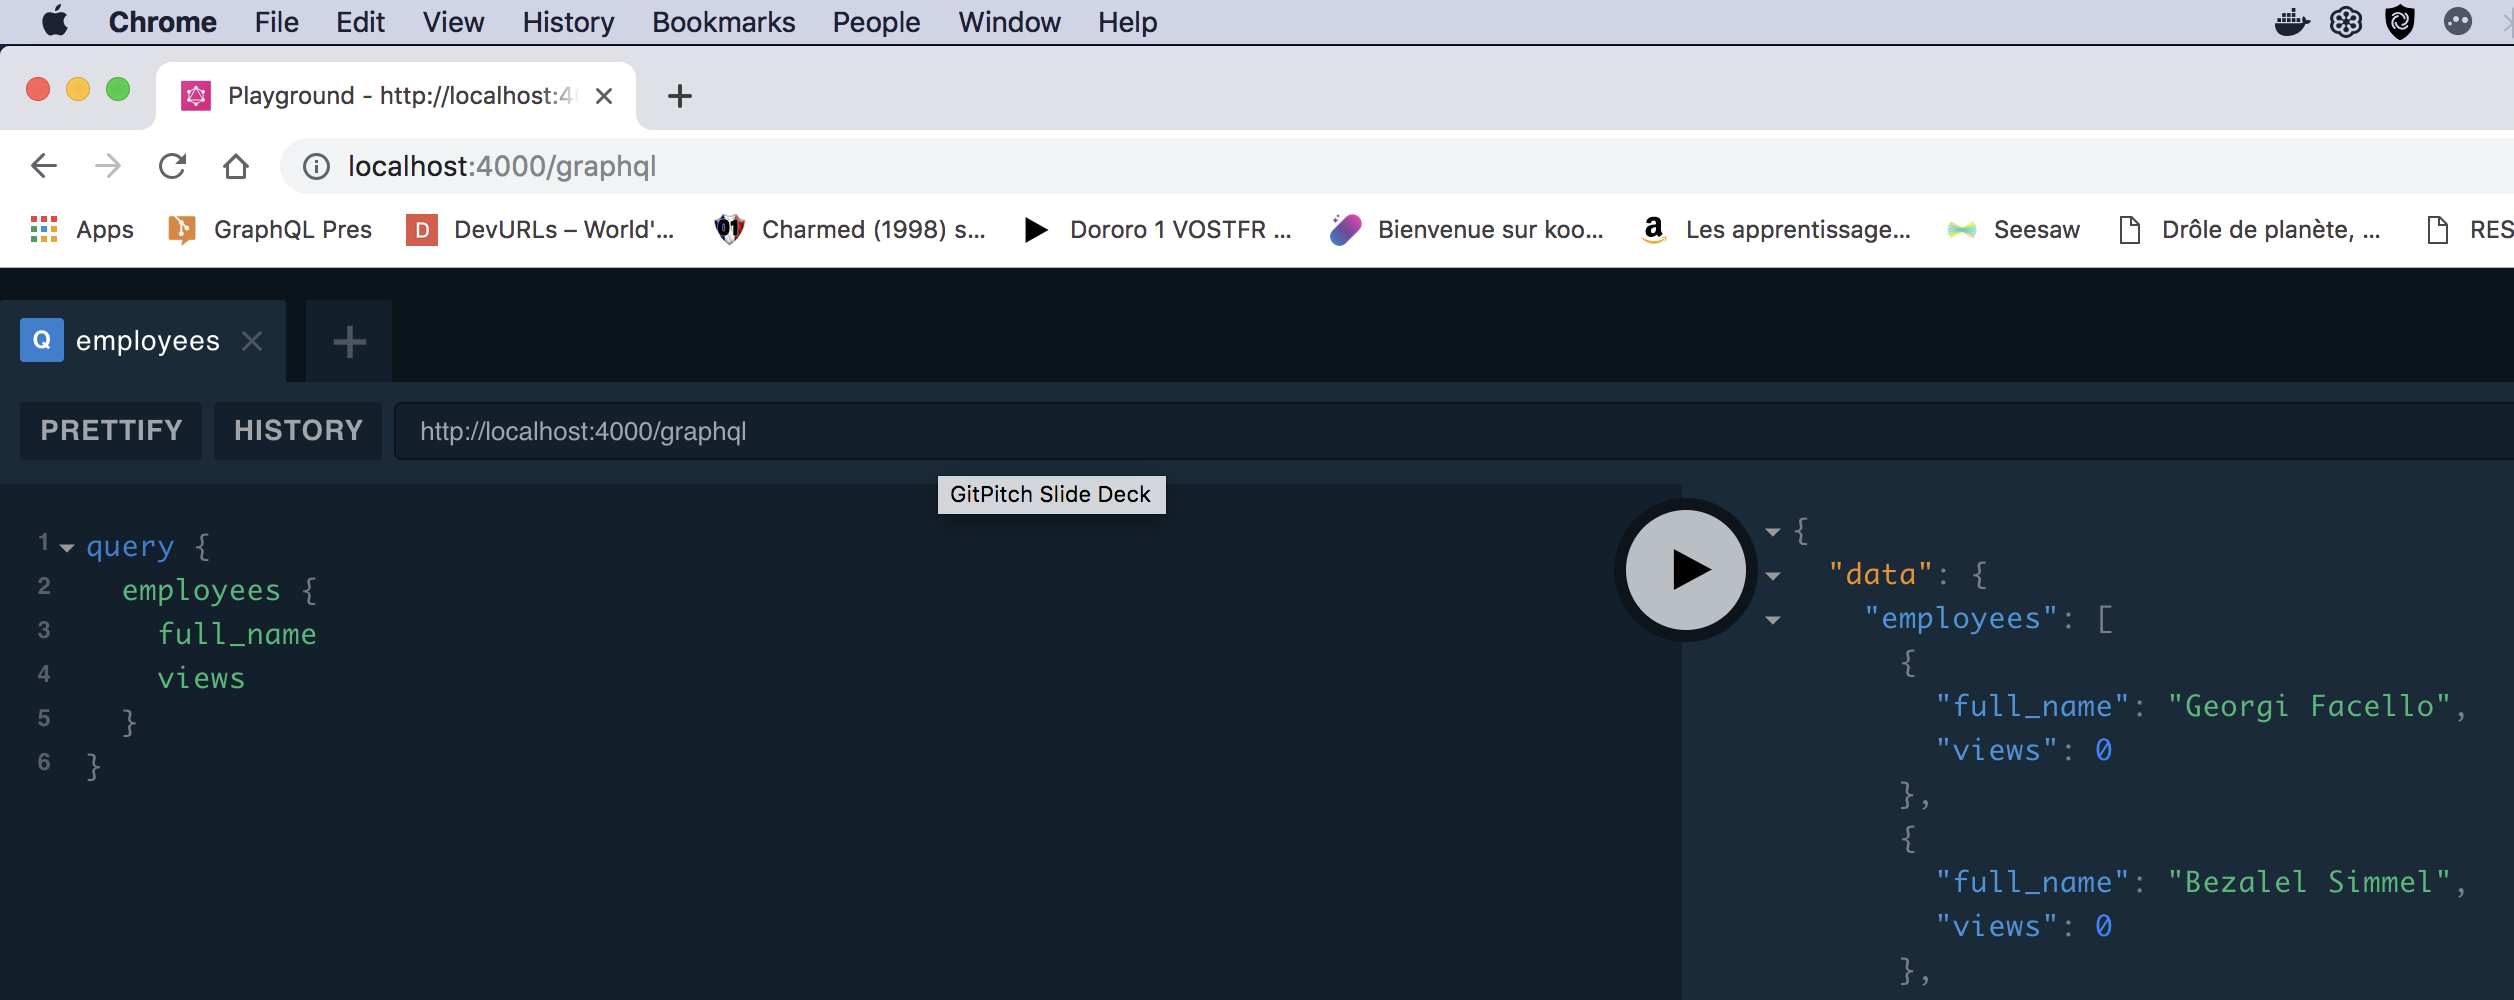 Chrome File Edit View History Bookmarks People Window Help
Playground - http://localhost:4
localhost:4000/graphql
Apps GraphQL Pres D DevURLs – World'... 01 Charmed (1998) s... Dororo 1 VOSTFR ... Bienvenue sur koo... a Les apprentissage... Seesaw Drôle de planète, ... RES
Q employees
PRETTIFY HISTORY http://localhost:4000/graphql
GitPitch Slide Deck
1 query {
2 employees {
3 full_name
4 views
5 }
6 }
{
"data": {
"employees": [
{
"full_name": "Georgi Facello",
"views": 0
},
{
"full_name": "Bezalel Simmel",
"views": 0
},